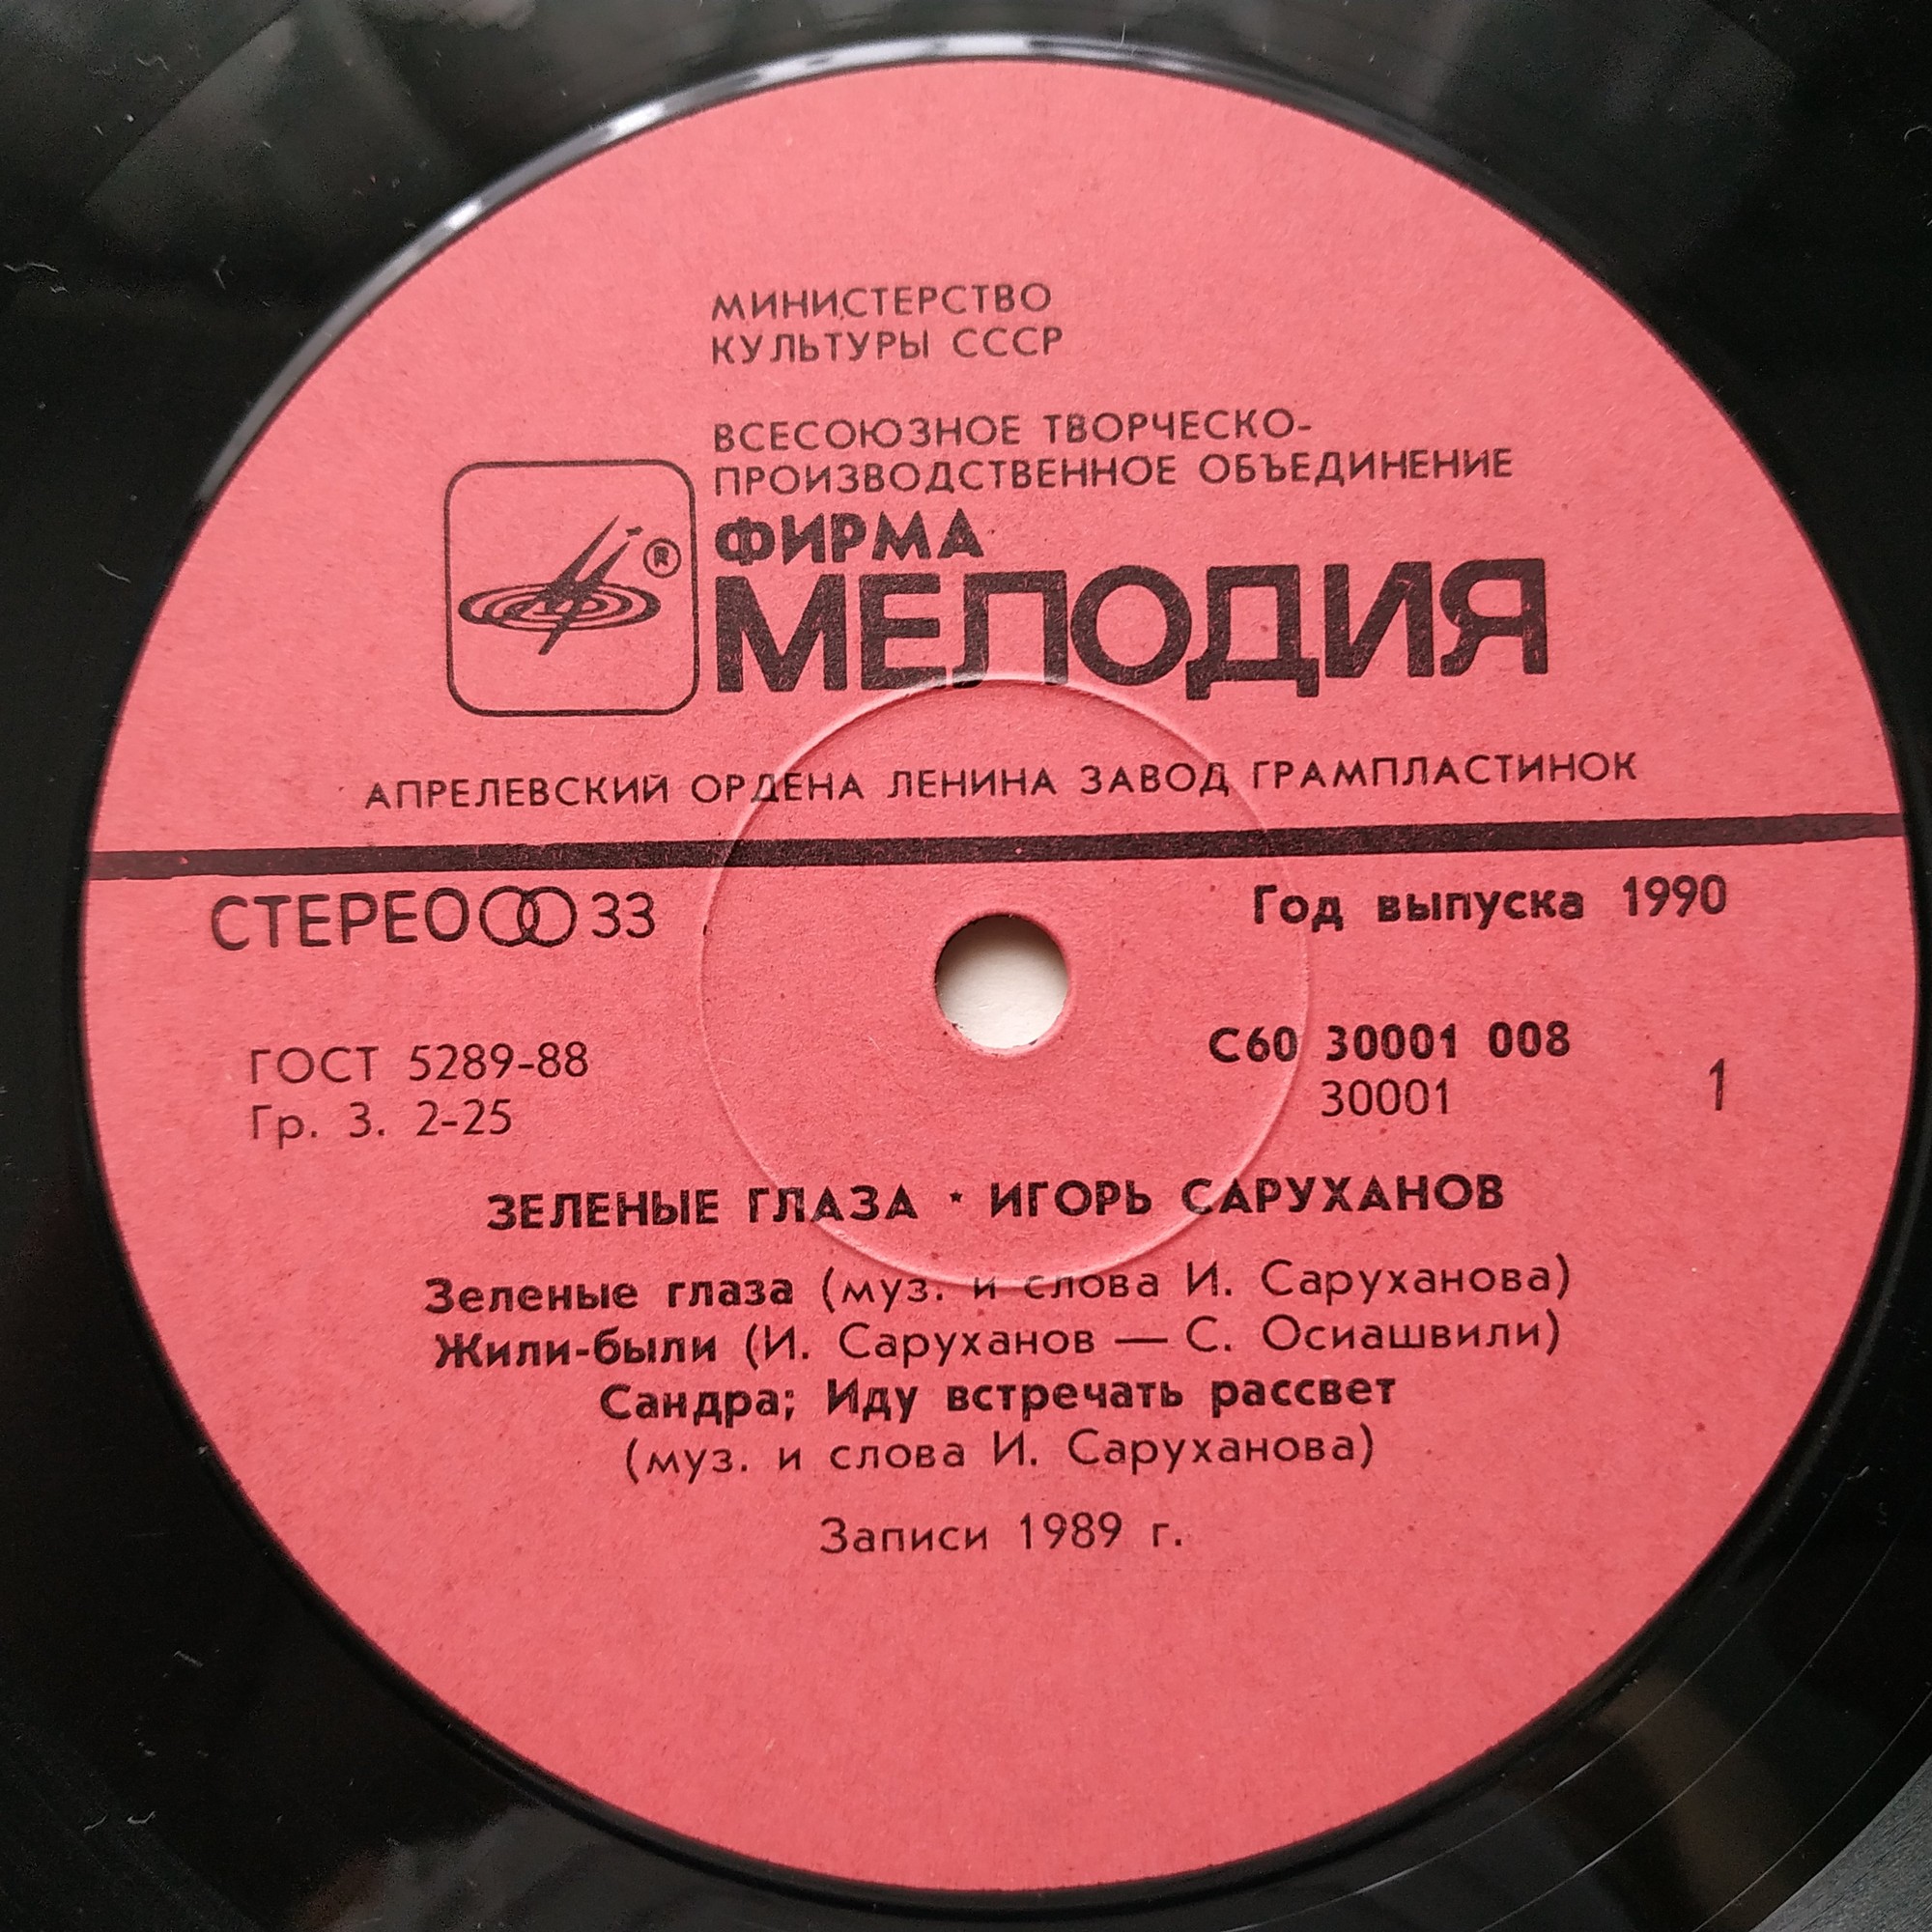 МИНИСТЕРСТВО
КУЛЬТУРЫ СССР
ВСЕСОЮЗНОЕ ТВОРЧЕСКО-
ПРОИЗВОДСТВЕННОЕ ОБЪЕДИНЕНИЕ
®
ФИРМА
МЕЛОДИЯ
АПРЕЛЕВСКИЙ ОРДЕНА ЛЕНИНА ЗАВОД ГРАМПЛАСТИНОК
СТЕРЕО 33
Год выпуска 1990
ГОСТ 5289-88
Гр. 3. 2-25
С60 30001 008
30001
1
ЗЕЛЕНЫЕ ГЛАЗА * ИГОРЬ САРУХАНОВ
Зеленые глаза (муз. и слова И. Саруханова)
Жили-были (И. Саруханов — С. Осиашвили)
Сандра; Иду встречать рассвет
(муз. и слова И. Саруханова)
Записи 1989 г.